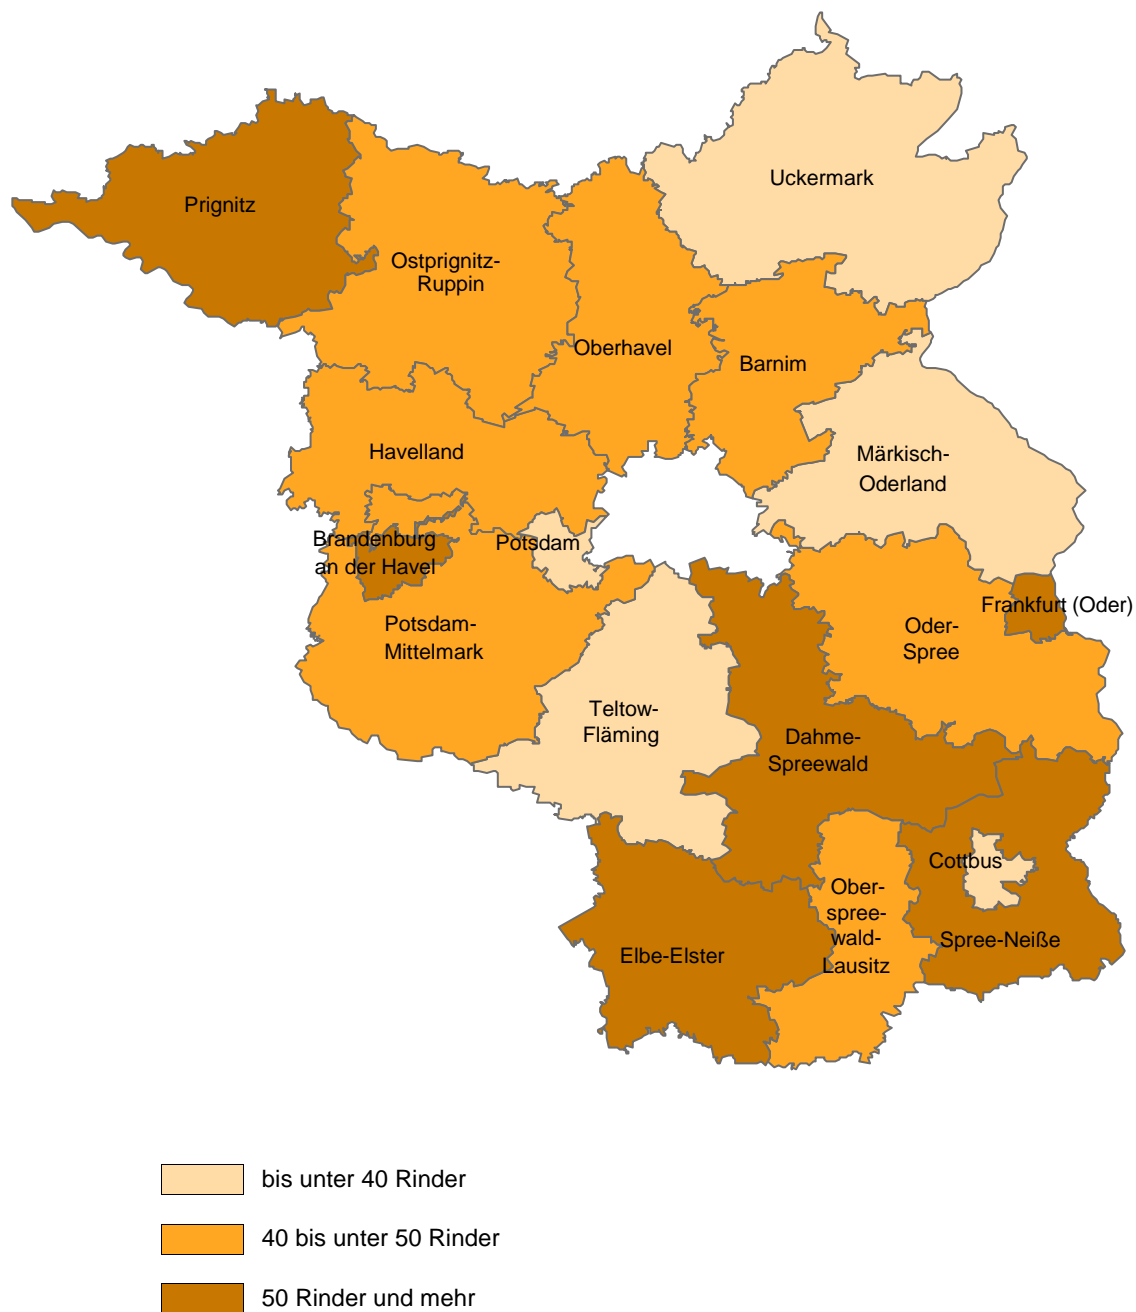 Uckermark
Prignitz
Ostprignitz-
Ruppin
Oberhavel
Barnim
Havelland
Märkisch-
Oderland
Brandenburg
an der Havel
Potsdam
Frankfurt (Oder)
Potsdam-
Mittelmark
Oder-
Spree
Teltow-
Fläming
Dahme-
Spreewald
Cottbus
Ober-
spree-
wald-
Lausitz
Spree-Neiße
Elbe-Elster
bis unter 40 Rinder
40 bis unter 50 Rinder
50 Rinder und mehr